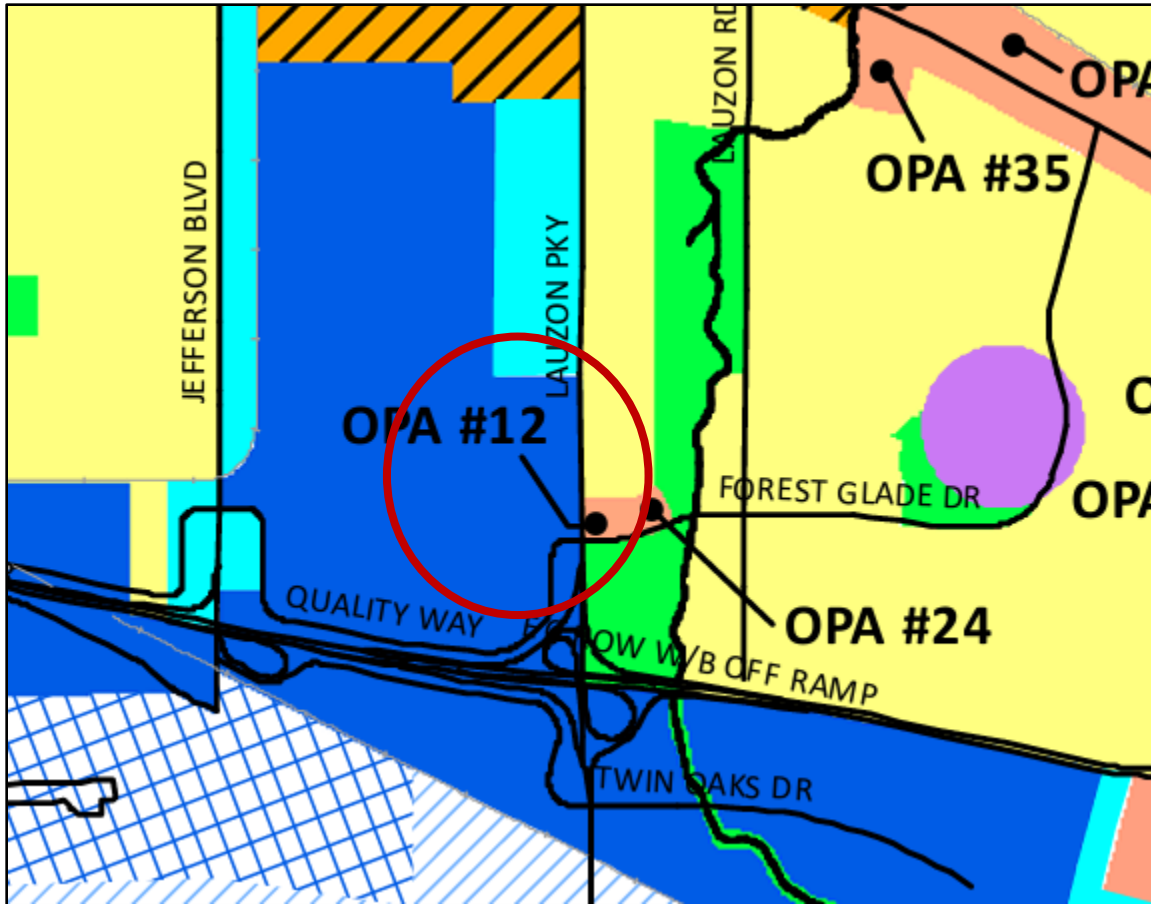 LAUZON RD
OPA
OPA #35
JEFFERSON BLVD
LAUZON PKY
OPA #12
FOREST GLADE DR
OPA
QUALITY WAY
W/B OFF RAMP
OPA #24
TWIN OAKS DR